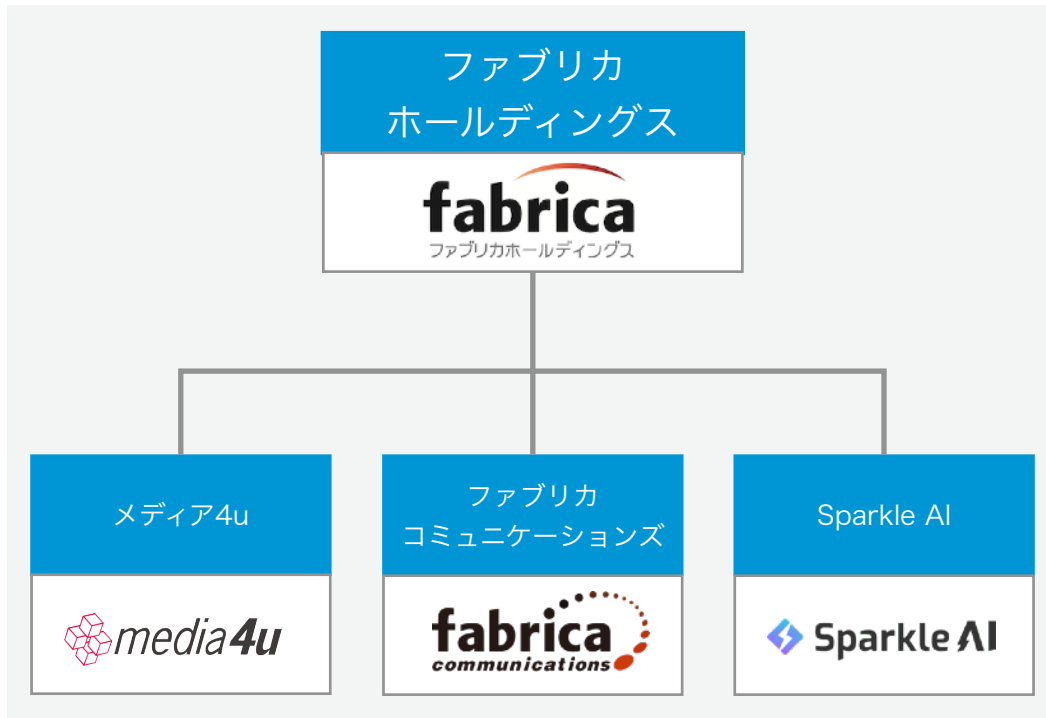 ファブリカ
ホールディングス
fabrica
ファブリカホールディングス
メディア4u
media4u
ファブリカ
コミュニケーションズ
fabrica
communications
Sparkle AI
Sparkle AI